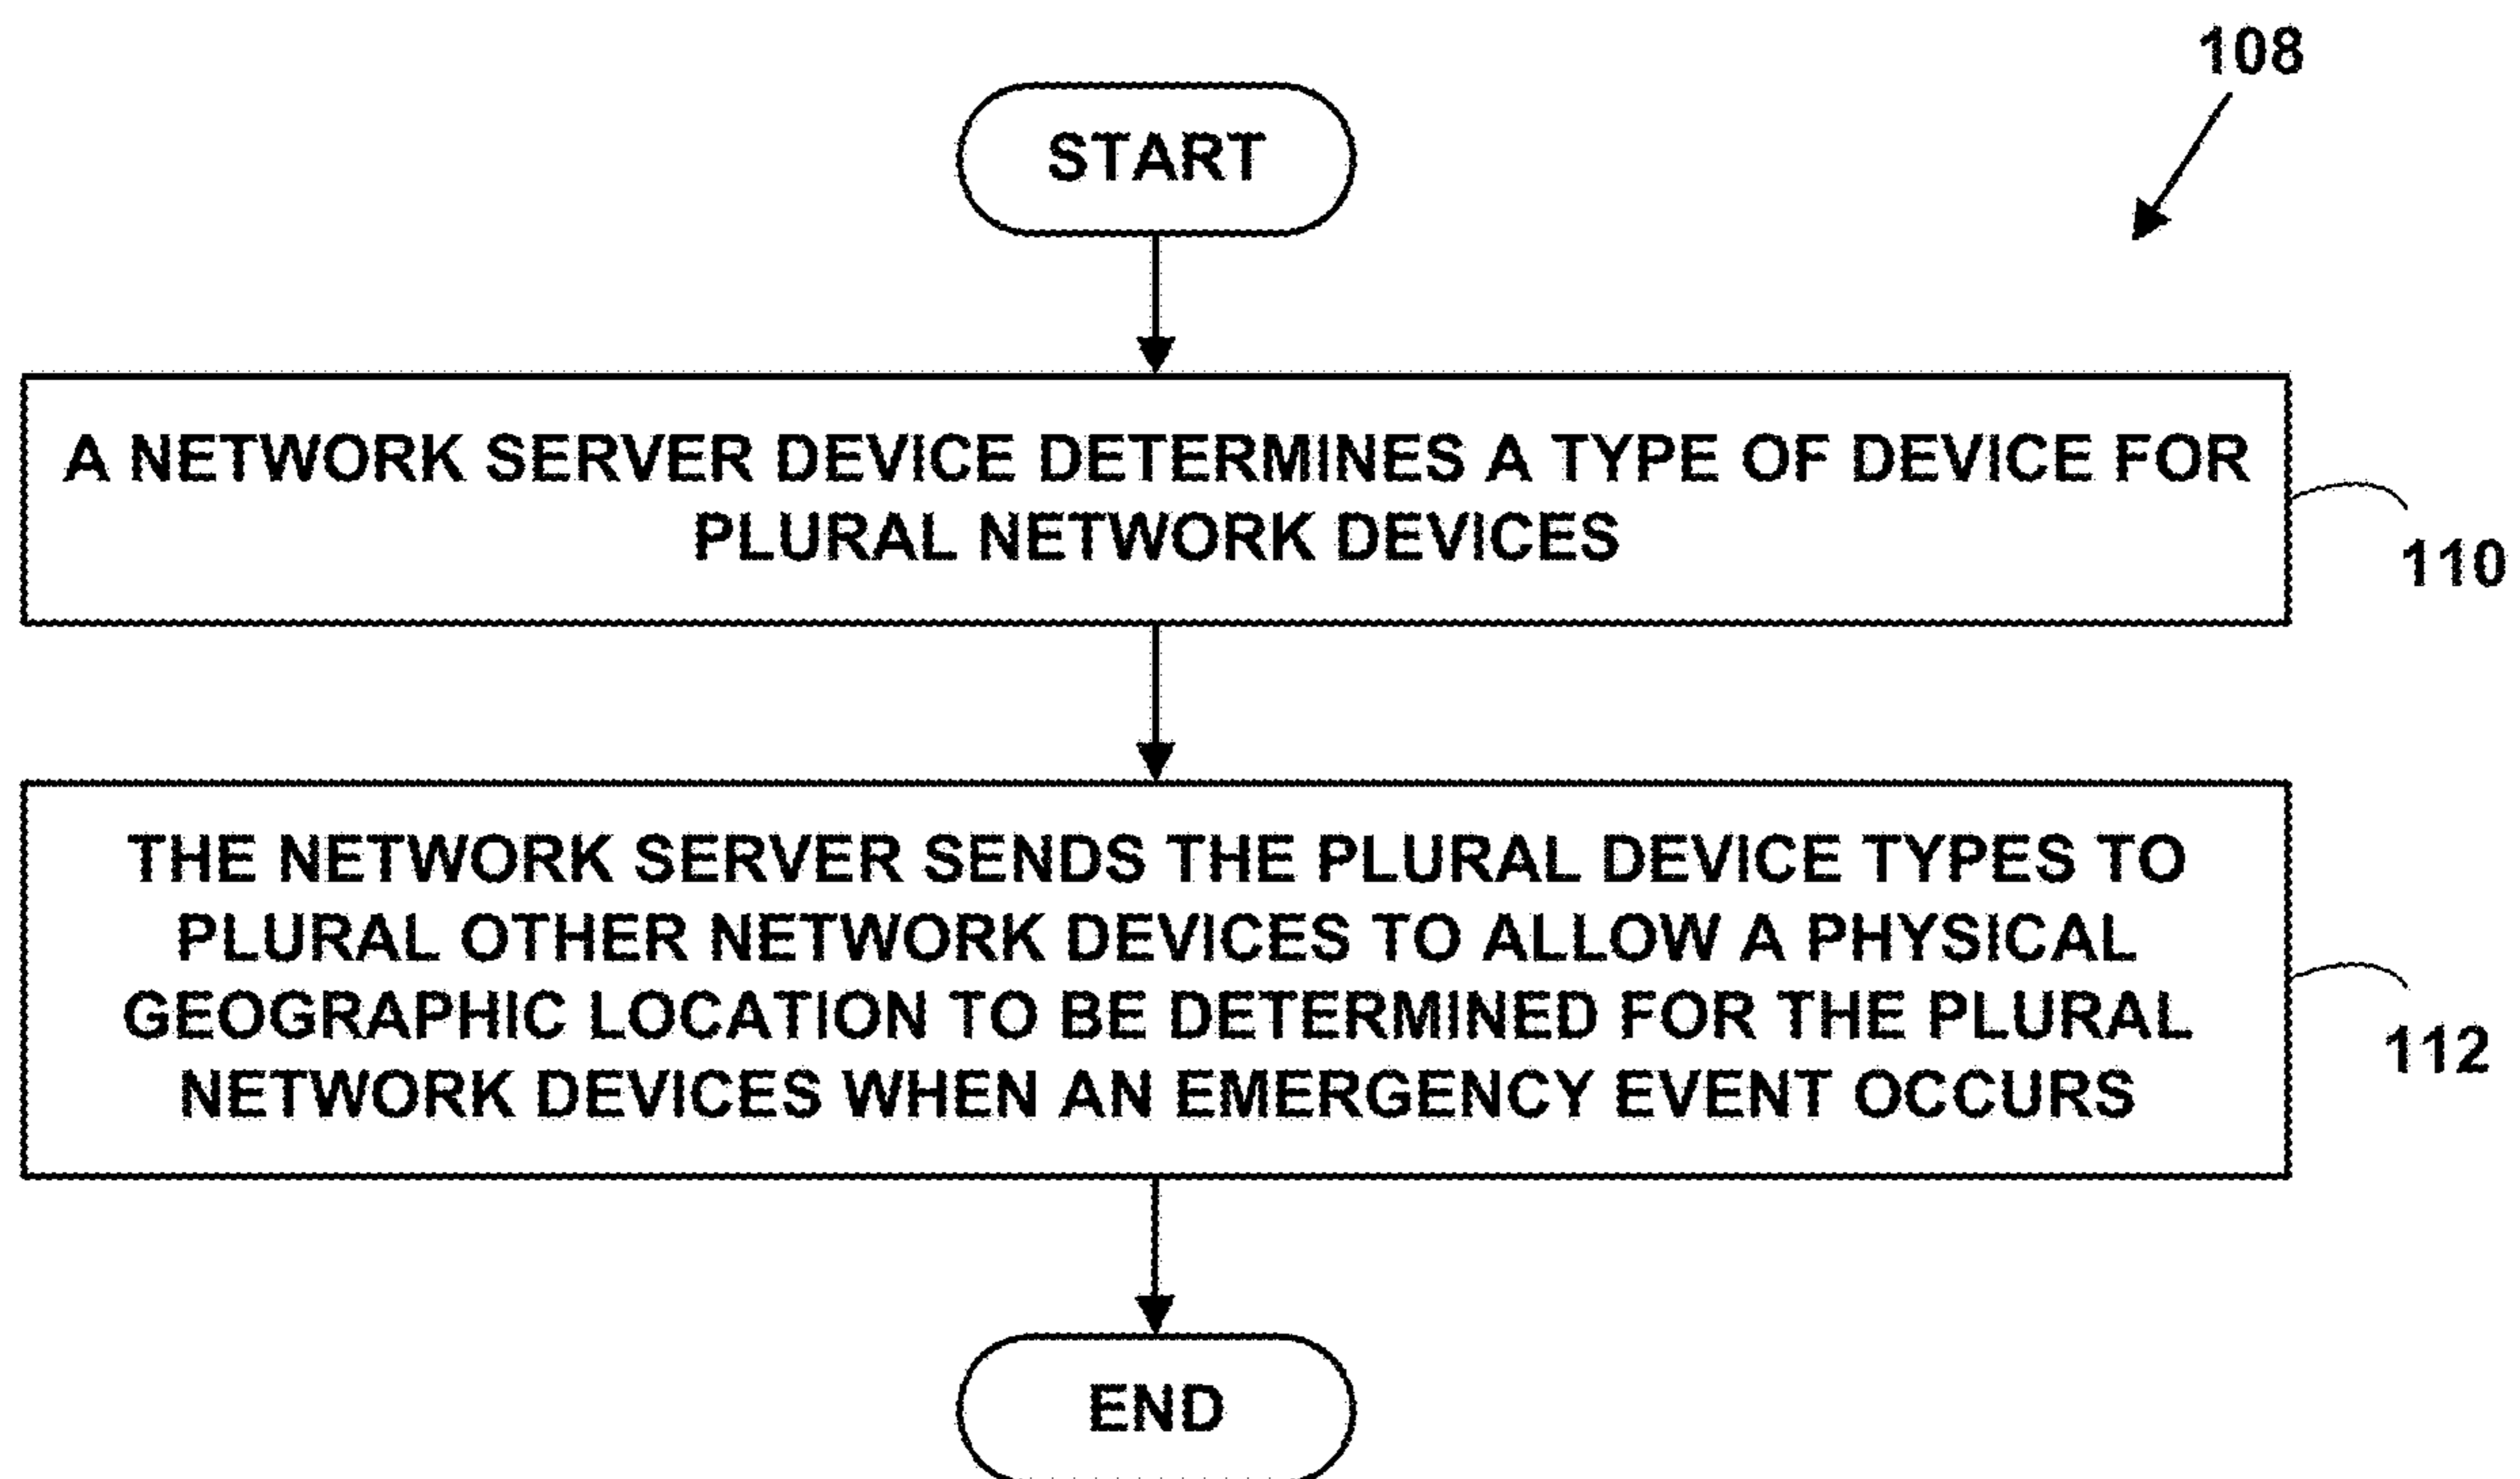 108
START
A NETWORK SERVER DEVICE DETERMINES A TYPE OF DEVICE FOR
PLURAL NETWORK DEVICES
110
THE NETWORK SERVER SENDS THE PLURAL DEVICE TYPES TO
PLURAL OTHER NETWORK DEVICES TO ALLOW A PHYSICAL
GEOGRAPHIC LOCATION TO BE DETERMINED FOR THE PLURAL
NETWORK DEVICES WHEN AN EMERGENCY EVENT OCCURS
112
END